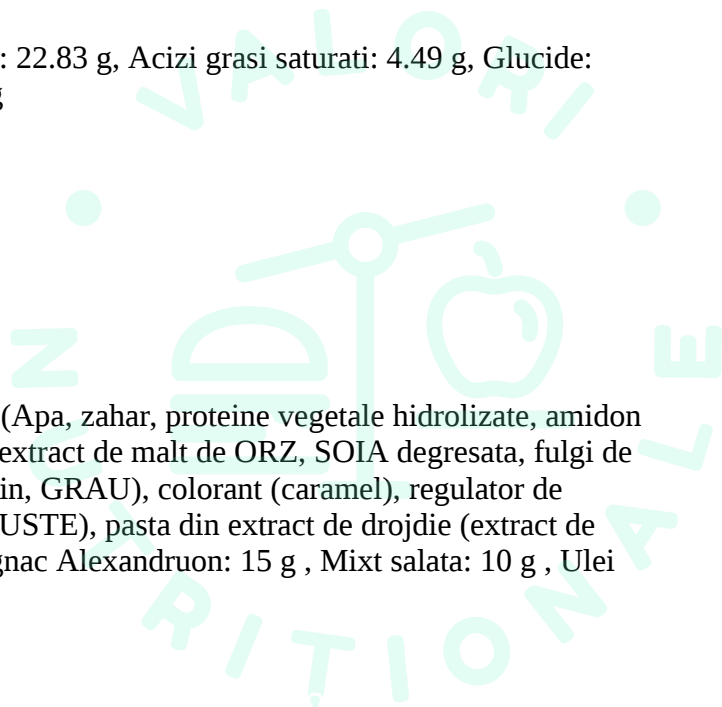 : 22.83 g, Acizi grasi saturati: 4.49 g, Glucide:
g
(Apa, zahar, proteine vegetale hidrolizate, amidon
extract de malt de ORZ, SOIA degresata, fulgi de
in, GRAU), colorant (caramel), regulator de
USTE), pasta din extract de drojdie (extract de
gnac Alexandruon: 15 g , Mixt salata: 10 g , Ulei
VALORI
NUTRITIONALE